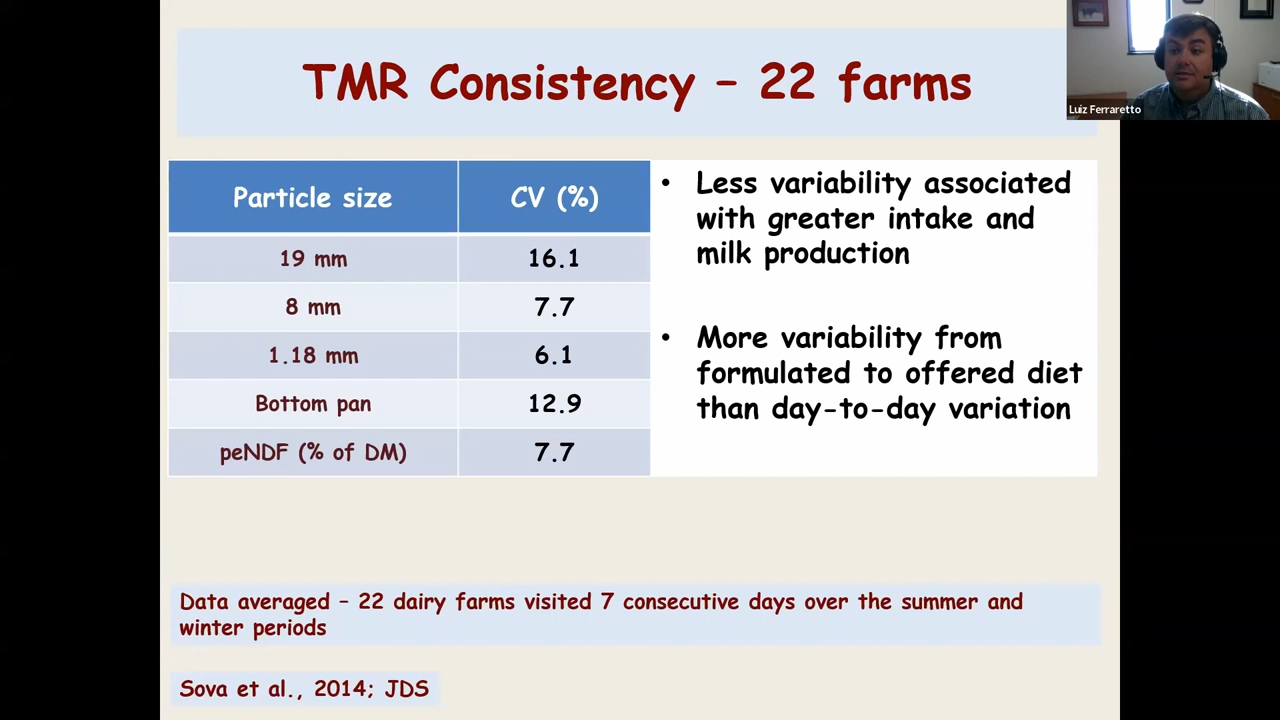 TMR Consistency – 22 farms
Luiz Ferraretto
Particle size CV (%)
19 mm 16.1
8 mm 7.7
1.18 mm 6.1
Bottom pan 12.9
peNDF (% of DM) 7.7
• Less variability associated
with greater intake and
milk production
• More variability from
formulated to offered diet
than day-to-day variation
Data averaged – 22 dairy farms visited 7 consecutive days over the summer and
winter periods
Sova et al., 2014; JDS